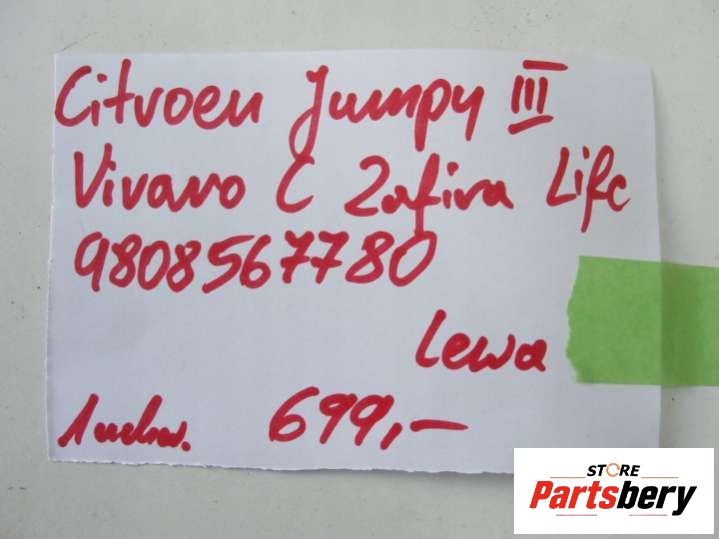 Citroen Jumpy III
Vivaro C Zafira Life
9808567780
Lewa
699,-
STORE
Partsbery